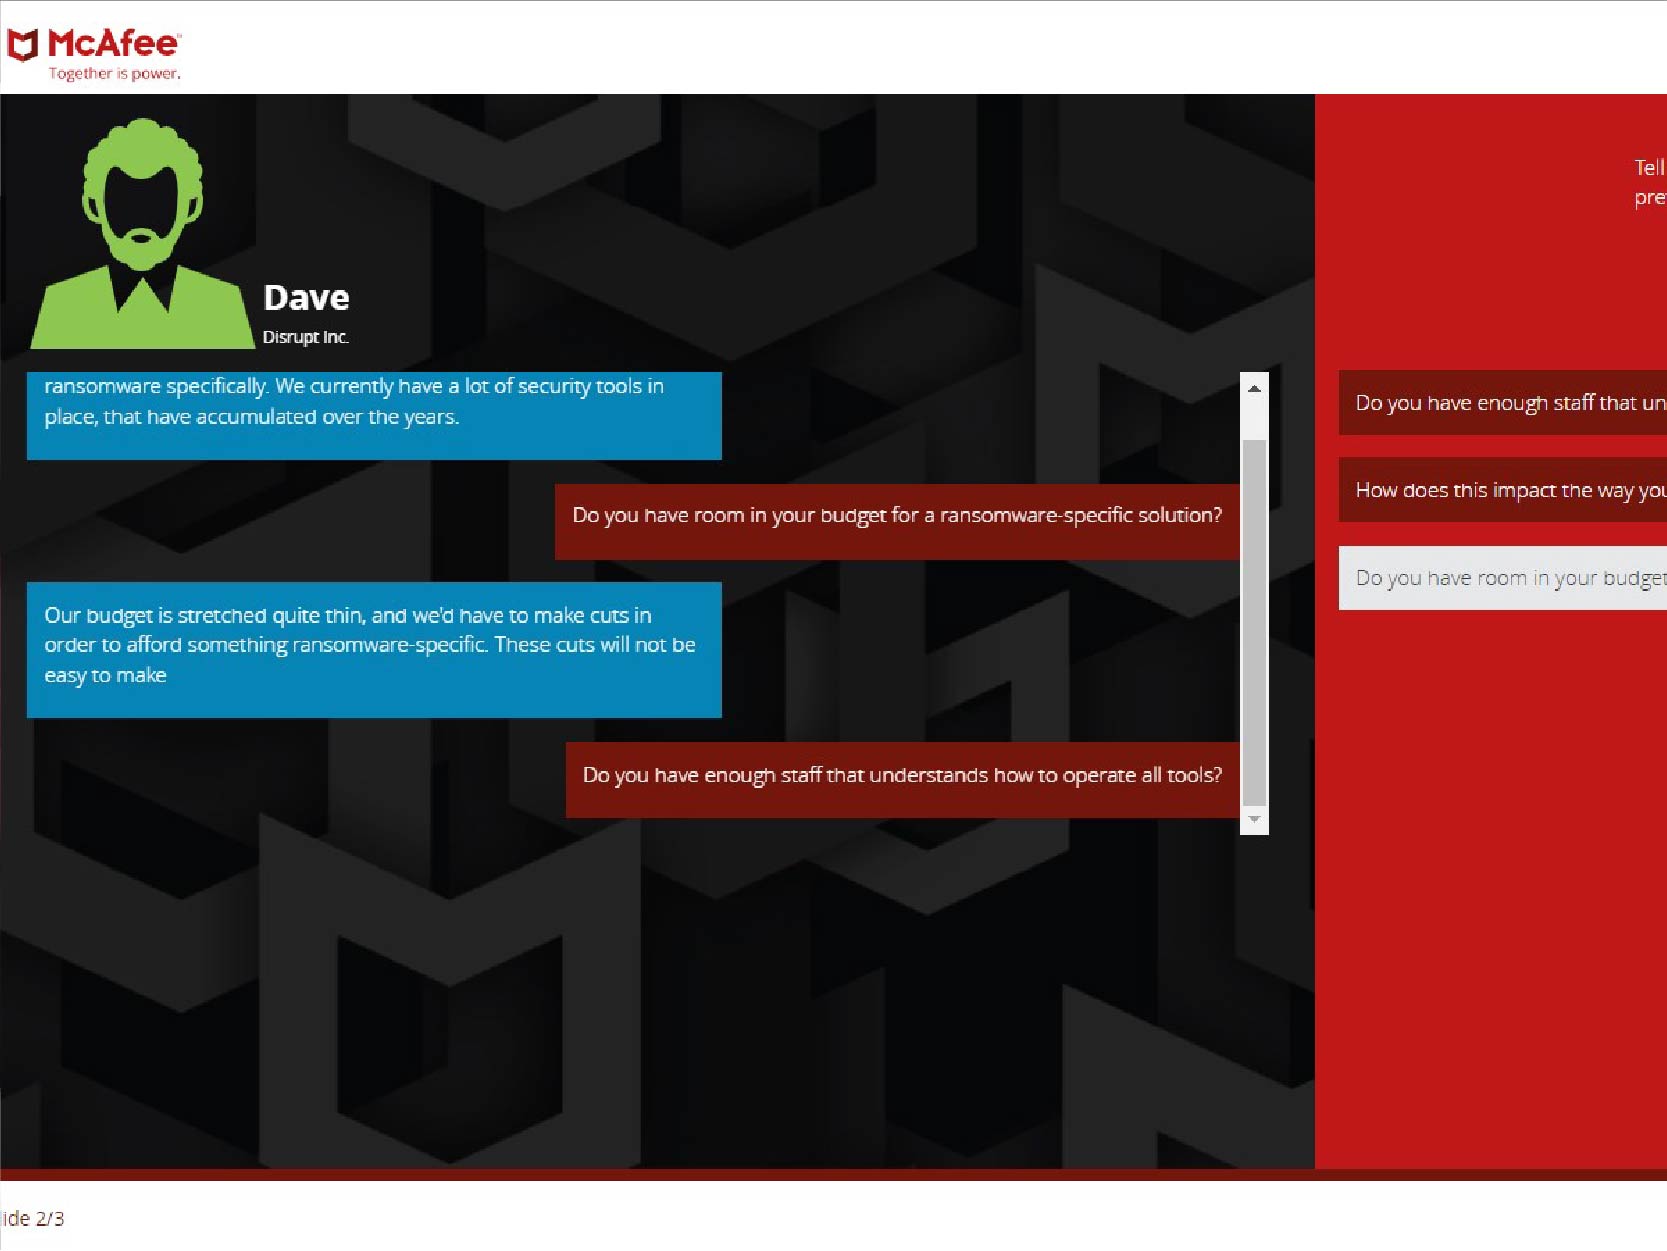 McAfee
Together is power.
Dave
Disrupt Inc.
ransomware specifically. We currently have a lot of security tools in
place, that have accumulated over the years.
Do you have room in your budget for a ransomware-specific solution?
Our budget is stretched quite thin, and we'd have to make cuts in
order to afford something ransomware-specific. These cuts will not be
easy to make
Do you have enough staff that understands how to operate all tools?
Tell
pre
Do you have enough staff that un
How does this impact the way you
Do you have room in your budget
lide 2/3